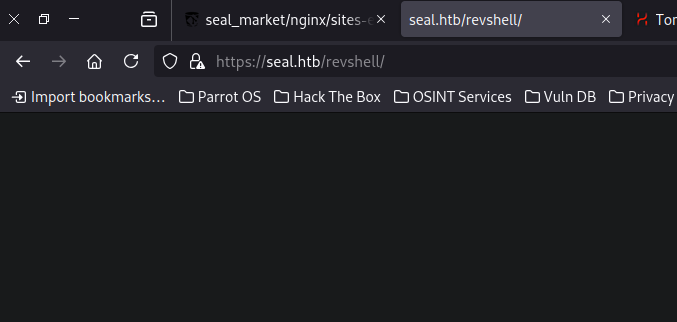 seal_market/nginx/sites-e
seal.htb/revshell/
Tor
https://seal.htb/revshell/
Import bookmarks...
Parrot OS
Hack The Box
OSINT Services
Vuln DB
Privacy